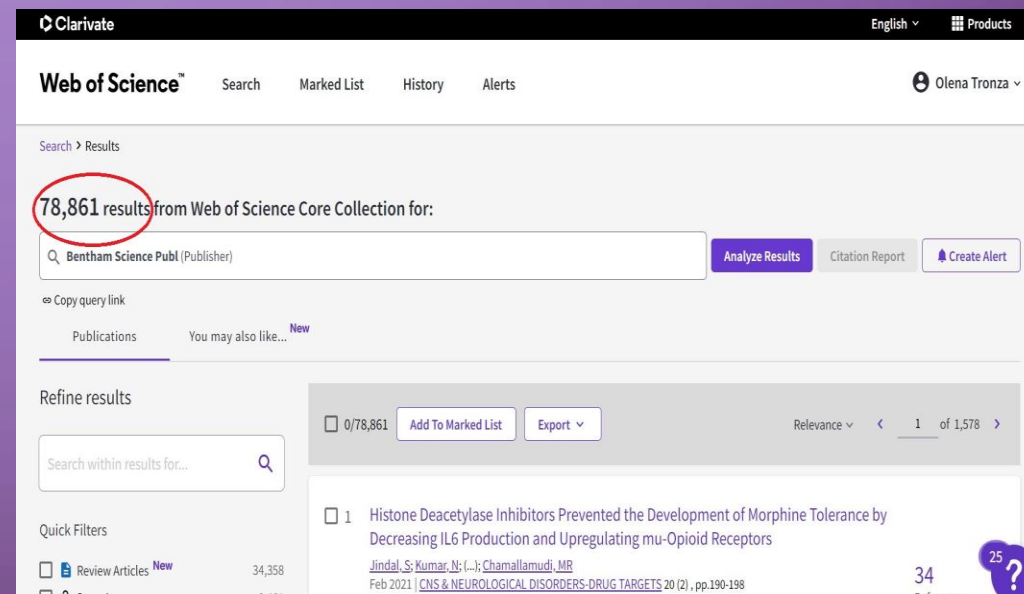 Clarivate
English
Products
Web of Science™
Search
Marked List
History
Alerts
Olena Tronza
Search > Results
78,861 results from Web of Science Core Collection for:
Bentham Science Publ (Publisher)
Analyze Results
Citation Report
Create Alert
Copy query link
Publications
You may also like... New
Refine results
0/78,861
Add To Marked List
Export
Relevance
1 of 1,578
Search within results for...
Quick Filters
Review Articles New
34,358
1 Histone Deacetylase Inhibitors Prevented the Development of Morphine Tolerance by
Decreasing IL6 Production and Upregulating mu-Opioid Receptors
Jindal, S; Kumar, N; (...); Chamallamudi, MR
Feb 2021 | CNS & NEUROLOGICAL DISORDERS-DRUG TARGETS 20 (2) , pp.190-198
34
25
?